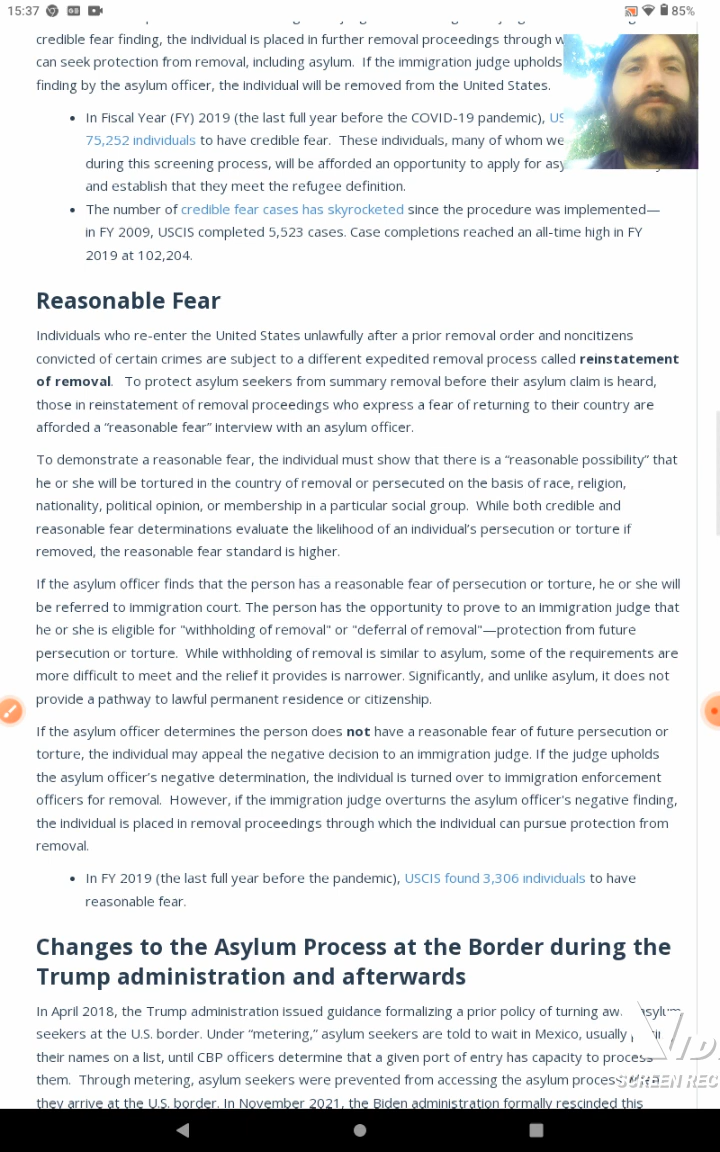 15:37 85%
credible fear finding, the individual is placed in further removal proceedings through w
can seek protection from removal, including asylum.  If the immigration judge upholds
finding by the asylum officer, the individual will be removed from the United States.
• In Fiscal Year (FY) 2019 (the last full year before the COVID-19 pandemic), US
75,252 individuals to have credible fear.  These individuals, many of whom we
during this screening process, will be afforded an opportunity to apply for
and establish that they meet the refugee definition.
• The number of credible fear cases has skyrocketed since the procedure was implemented—
in FY 2009, USCIS completed 5,523 cases. Case completions reached an all-time high in FY
2019 at 102,204.
Reasonable Fear
Individuals who re-enter the United States unlawfully after a prior removal order and noncitizens
convicted of certain crimes are subject to a different expedited removal process called reinstatement
of removal.   To protect asylum seekers from summary removal before their asylum claim is heard,
those in reinstatement of removal proceedings who express a fear of returning to their country are
afforded a “reasonable fear” interview with an asylum officer.
To demonstrate a reasonable fear, the individual must show that there is a “reasonable possibility” that
he or she will be tortured in the country of removal or persecuted on the basis of race, religion,
nationality, political opinion, or membership in a particular social group.  While both credible and
reasonable fear determinations evaluate the likelihood of an individual’s persecution or torture if
removed, the reasonable fear standard is higher.
If the asylum officer finds that the person has a reasonable fear of persecution or torture, he or she will
be referred to immigration court. The person has the opportunity to prove to an immigration judge that
he or she is eligible for "withholding of removal" or "deferral of removal"—protection from future
persecution or torture.  While withholding of removal is similar to asylum, some of the requirements are
more difficult to meet and the relief it provides is narrower. Significantly, and unlike asylum, it does not
provide a pathway to lawful permanent residence or citizenship.
If the asylum officer determines the person does not have a reasonable fear of future persecution or
torture, the individual may appeal the negative decision to an immigration judge. If the judge upholds
the asylum officer’s negative determination, the individual is turned over to immigration enforcement
officers for removal.  However, if the immigration judge overturns the asylum officer's negative finding,
the individual is placed in removal proceedings through which the individual can pursue protection from
removal.
• In FY 2019 (the last full year before the pandemic), USCIS found 3,306 individuals to have
reasonable fear.
Changes to the Asylum Process at the Border during the
Trump administration and afterwards
In April 2018, the Trump administration issued guidance formalizing a prior policy of turning aw asylum
seekers at the U.S. border. Under “metering,” asylum seekers are told to wait in Mexico, usually
their names on a list, until CBP officers determine that a given port of entry has capacity to process
them.  Through metering, asylum seekers were prevented from accessing the asylum process
they arrive at the U.S. border. In November 2021, the Biden administration formally rescinded this
SCREEN REC